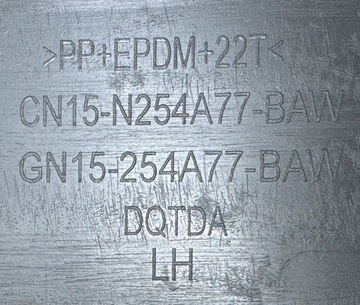 >PP+EPDM+22T<
CN15-N254A77-BAW
GN15-254A77-BAW
DQTDA
LH